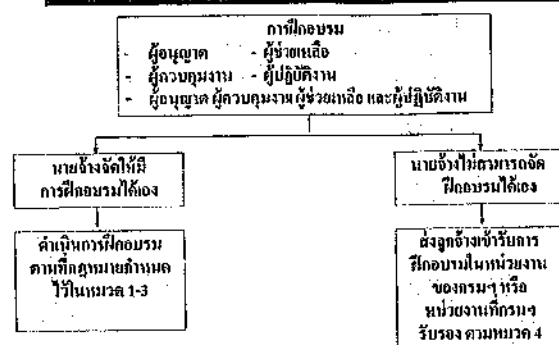 การฝึกอบรม
- ผู้อนุญาต - ผู้ช่วยเหลือ
- ผู้ควบคุมงาน - ผู้ปฏิบัติงาน
- ผู้อนุญาต ผู้ควบคุมงาน ผู้ช่วยเหลือ และผู้ปฏิบัติงาน
นายจ้างจัดให้มี
การฝึกอบรมได้เอง
นายจ้างไม่สามารถจัด
ฝึกอบรมได้เอง
ดำเนินการฝึกอบรม
ตามที่กฎหมายกำหนด
ไว้ในหมวด 1-3
ส่งลูกจ้างเข้ารับการ
ฝึกอบรมในหน่วยงาน
ของกรมฯ หรือ
หน่วยงานที่กรมฯ
รับรอง ตามหมวด 4